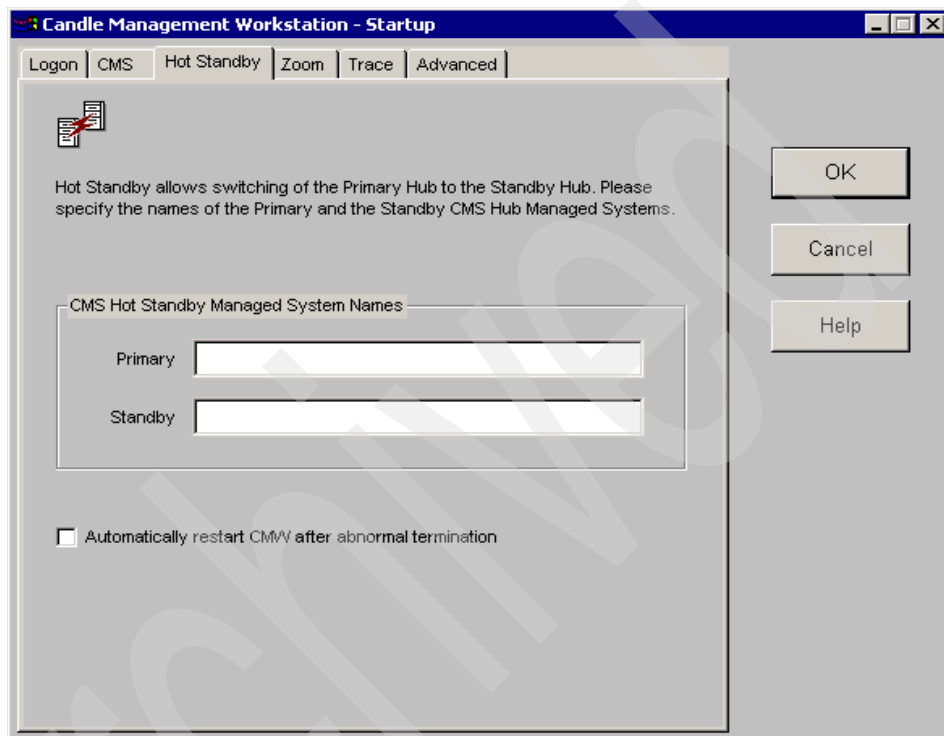 Candle Management Workstation - Startup
Logon CMS Hot Standby Zoom Trace Advanced
Hot Standby allows switching of the Primary Hub to the Standby Hub. Please
specify the names of the Primary and the Standby CMS Hub Managed Systems.
OK
Cancel
Help
CMS Hot Standby Managed System Names
Primary
Standby
Automatically restart CMW after abnormal termination